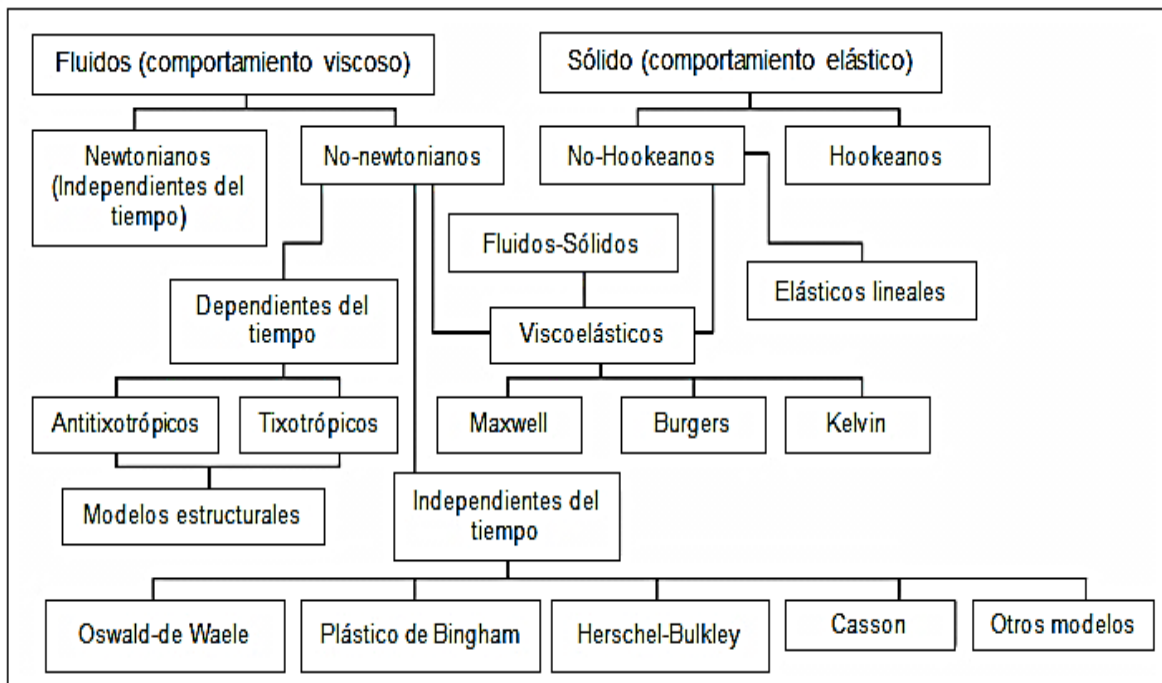 Fluidos (comportamiento viscoso)
Sólido (comportamiento elástico)
Newtonianos
(Independientes del
tiempo)
No-newtonianos
No-Hookeanos
Hookeanos
Fluidos-Sólidos
Elásticos lineales
Dependientes del
tiempo
Viscoelásticos
Antitixotrópicos
Tixotrópicos
Maxwell
Burgers
Kelvin
Modelos estructurales
Independientes del
tiempo
Oswald-de Waele
Plástico de Bingham
Herschel-Bulkley
Casson
Otros modelos